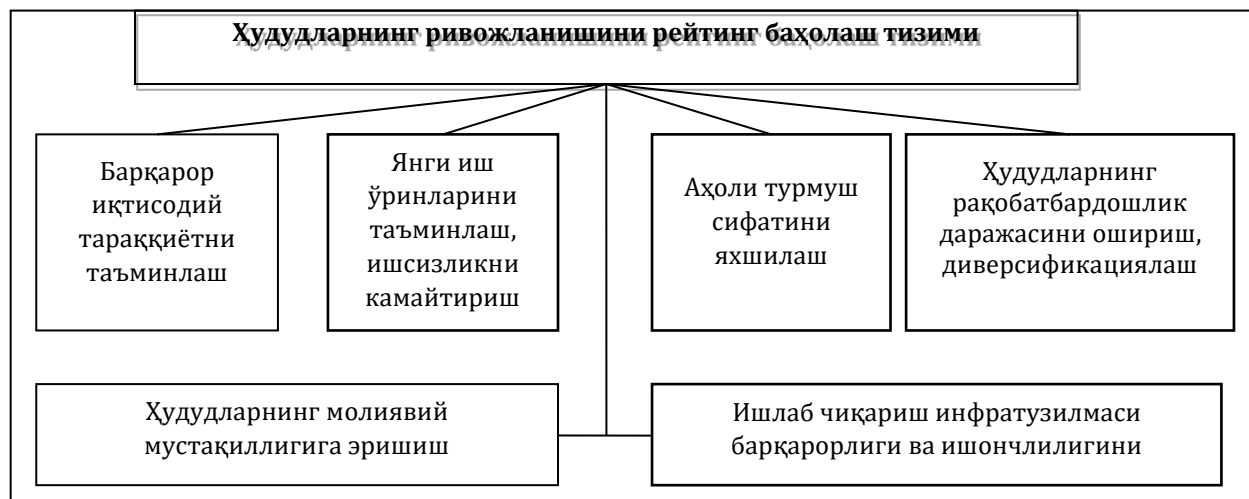 Ҳудудларнинг ривожланишини рейтинг баҳолаш тизими
Барқарор
иқтисодий
тараққиётни
таъминлаш
Янги иш
ўринларини
таъминлаш,
ишсизликни
камайтириш
Аҳоли турмуш
сифатини
яхшилаш
Ҳудудларнинг
рақобатбардошлик
даражасини ошириш,
диверсификациялаш
Ҳудудларнинг молиявий
мустақиллигига эришиш
Ишлаб чиқариш инфратузилмаси
барқарорлиги ва ишончлилигини